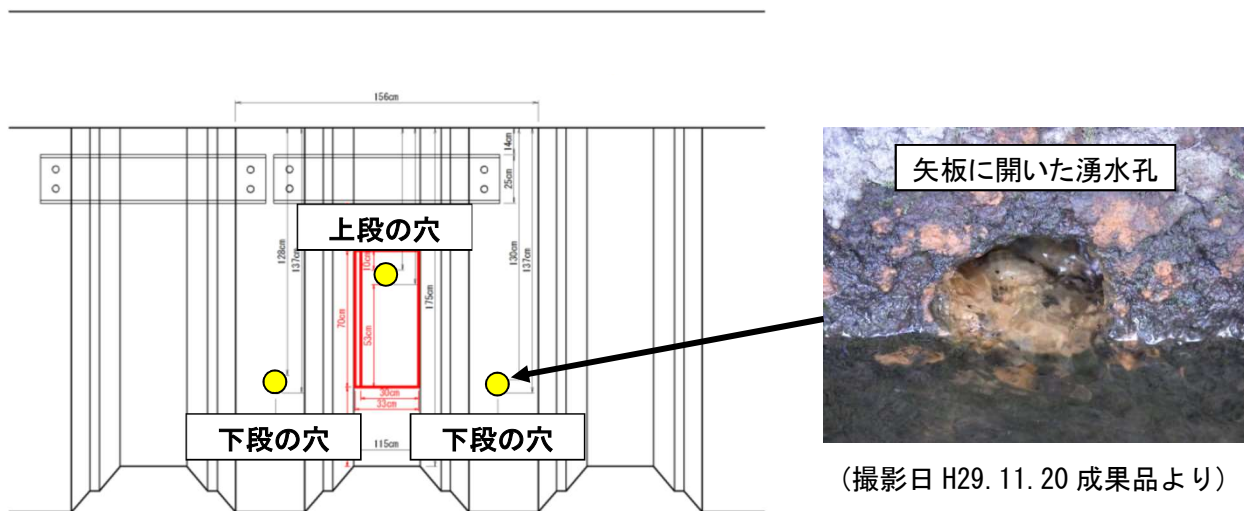 156cm
14cm
25cm
矢板に開いた湧水孔
上段の穴
128cm
137cm
10cm
70cm
53cm
175cm
130cm
137cm
30cm
33cm
下段の穴
下段の穴
115cm
(撮影日 H29.11.20 成果品より)